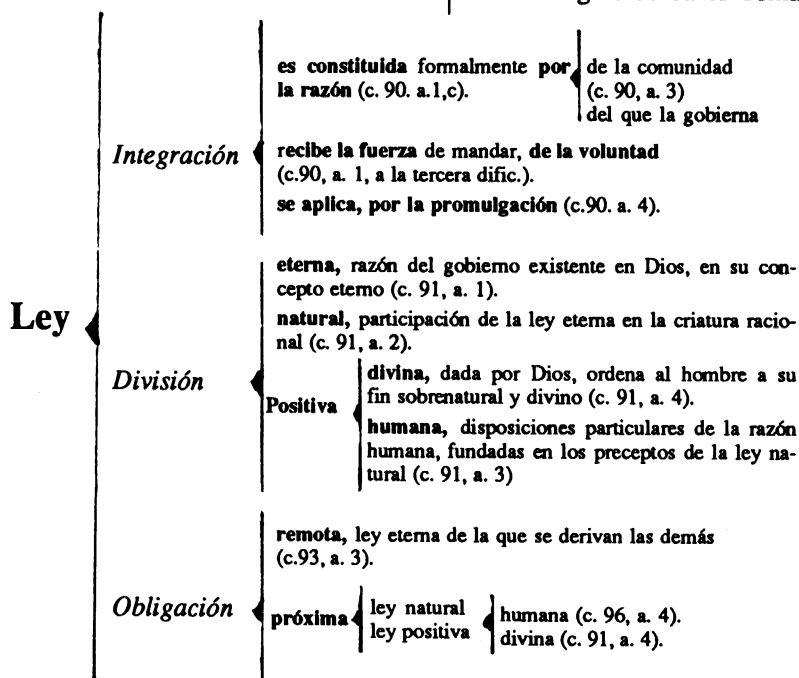 es constituida formalmente por
la razón (c. 90. a.1,c).
de la comunidad
(c. 90, a. 3)
del que la gobierna
Integración
recibe la fuerza de mandar, de la voluntad
(c.90, a. 1, a la tercera dific.).
se aplica, por la promulgación (c.90. a. 4).
Ley
eterna, razón del gobierno existente en Dios, en su con-
cepto eterno (c. 91, a. 1).
natural, participación de la ley eterna en la criatura racio-
nal (c. 91, a. 2).
División
Positiva
divina, dada por Dios, ordena al hombre a su
fin sobrenatural y divino (c. 91, a. 4).
humana, disposiciones particulares de la razón
humana, fundadas en los preceptos de la ley na-
tural (c. 91, a. 3)
remota, ley eterna de la que se derivan las demás
(c.93, a. 3).
Obligación
próxima
ley natural
ley positiva
humana (c. 96, a. 4).
divina (c. 91, a. 4).